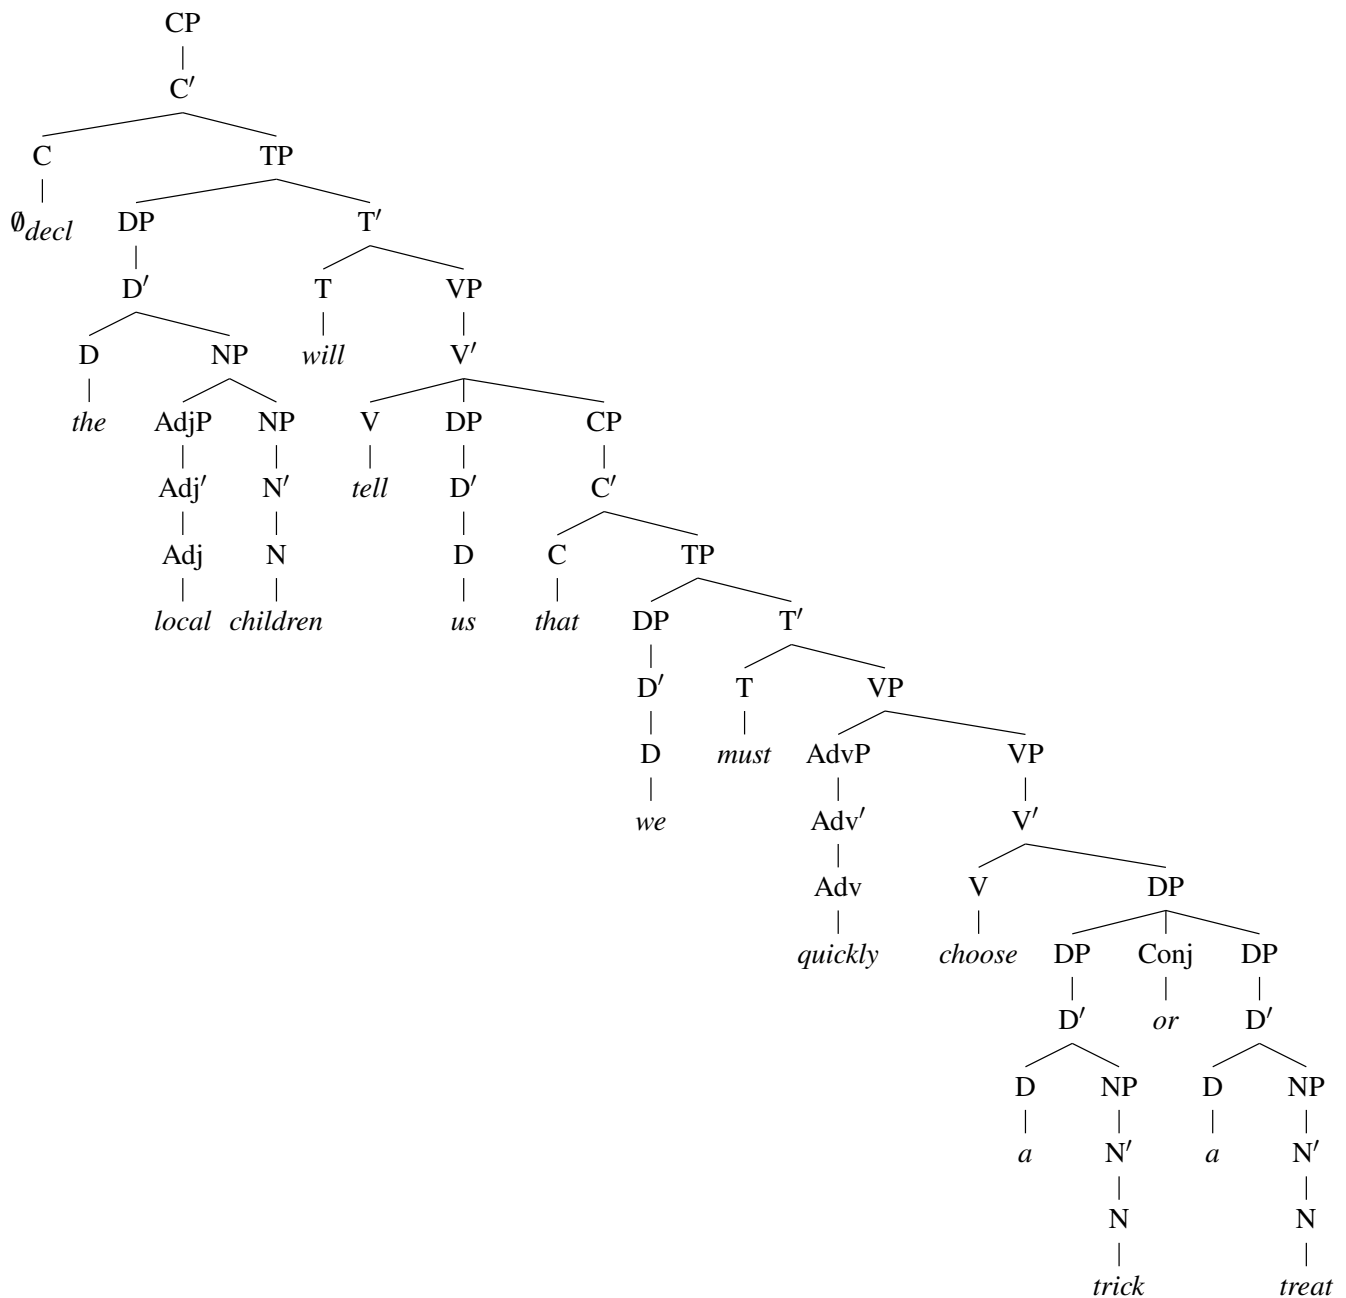 CP
C′
C TP
∅decl DP T′
D′ T VP
D NP will V′
the AdjP NP V DP CP
Adj′ N′ tell D′ C′
Adj N D C TP
local children us that DP T′
D′ T VP
D must AdvP VP
we Adv′ V′
Adv V DP
quickly choose DP Conj DP
D′ or D′
D NP D NP
a N′ a N′
N N
trick treat